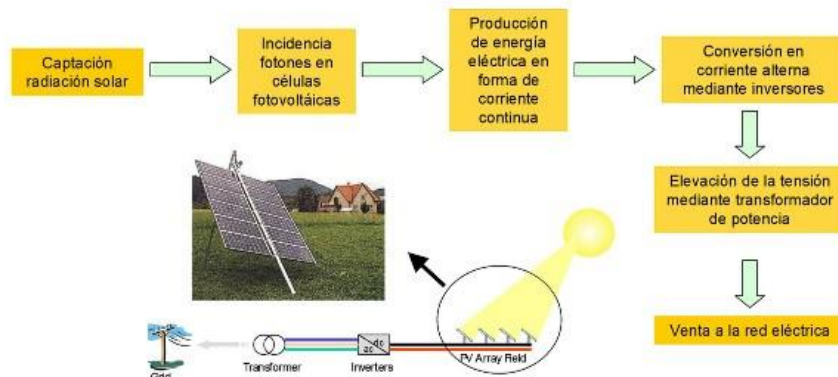 Captación
radiación solar
Incidencia
fotones en
células
fotovoltáicas
Producción
de energía
eléctrica en
forma de
corriente
continua
Conversión en
corriente alterna
mediante inversores
Elevación de la tensión
mediante transformador
de potencia
Venta a la red eléctrica
PV Array Field
dc
ac
Inverters
Transformer
Grid